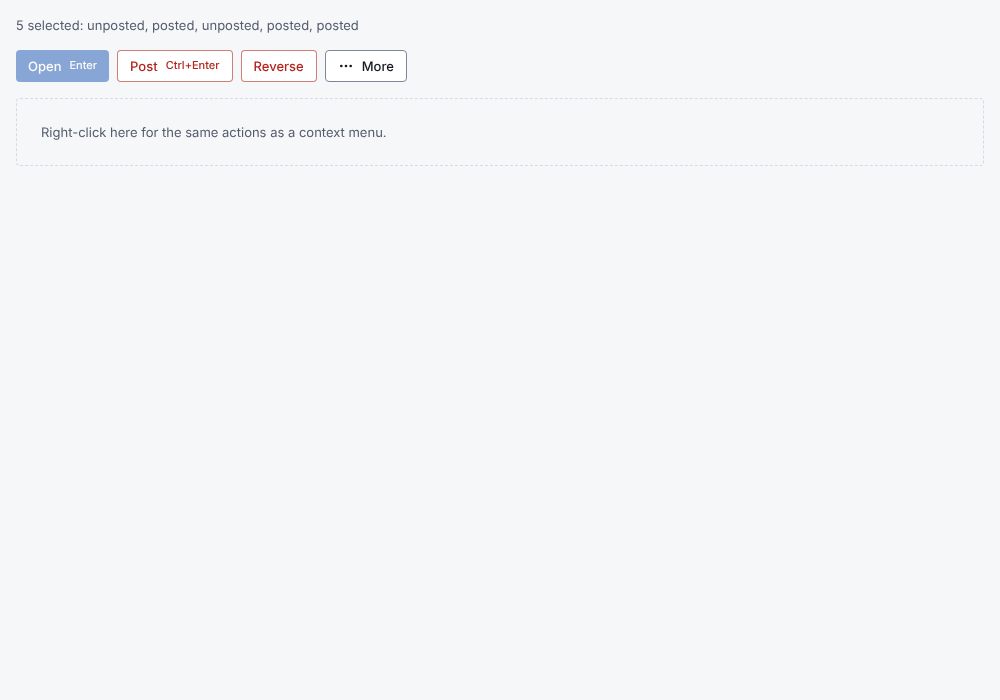 5 selected: unposted, posted, unposted, posted, posted
Open Enter Post Ctrl+Enter Reverse ··· More
Right-click here for the same actions as a context menu.